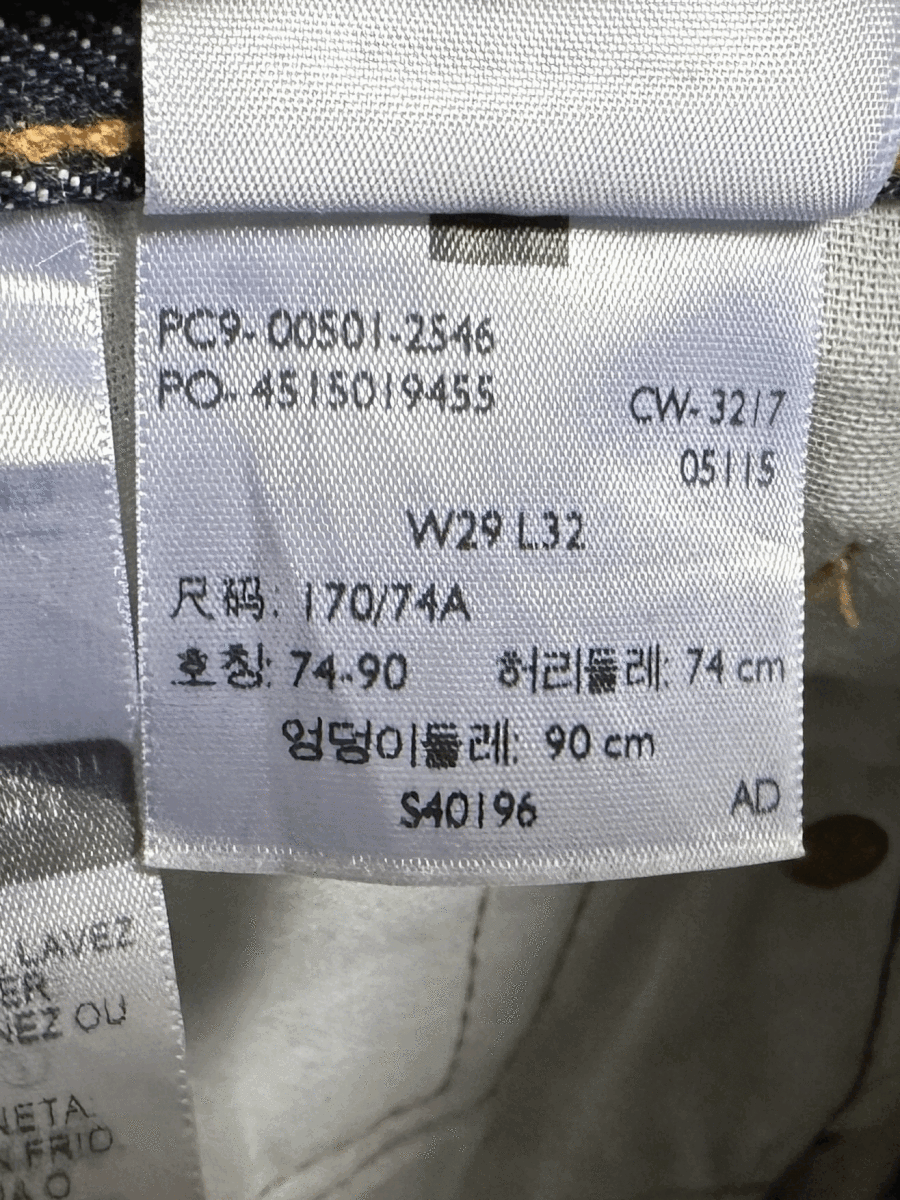 PC9-00501-2546
PO-4515019455
CW-3217
05115
W29 L32
尺码: 170/74A
호칭: 74-90 허리둘레: 74 cm
엉덩이둘레: 90 cm
S40196
AD
LAVEZ
ER
NEZ OU
NETA
FRIO
O